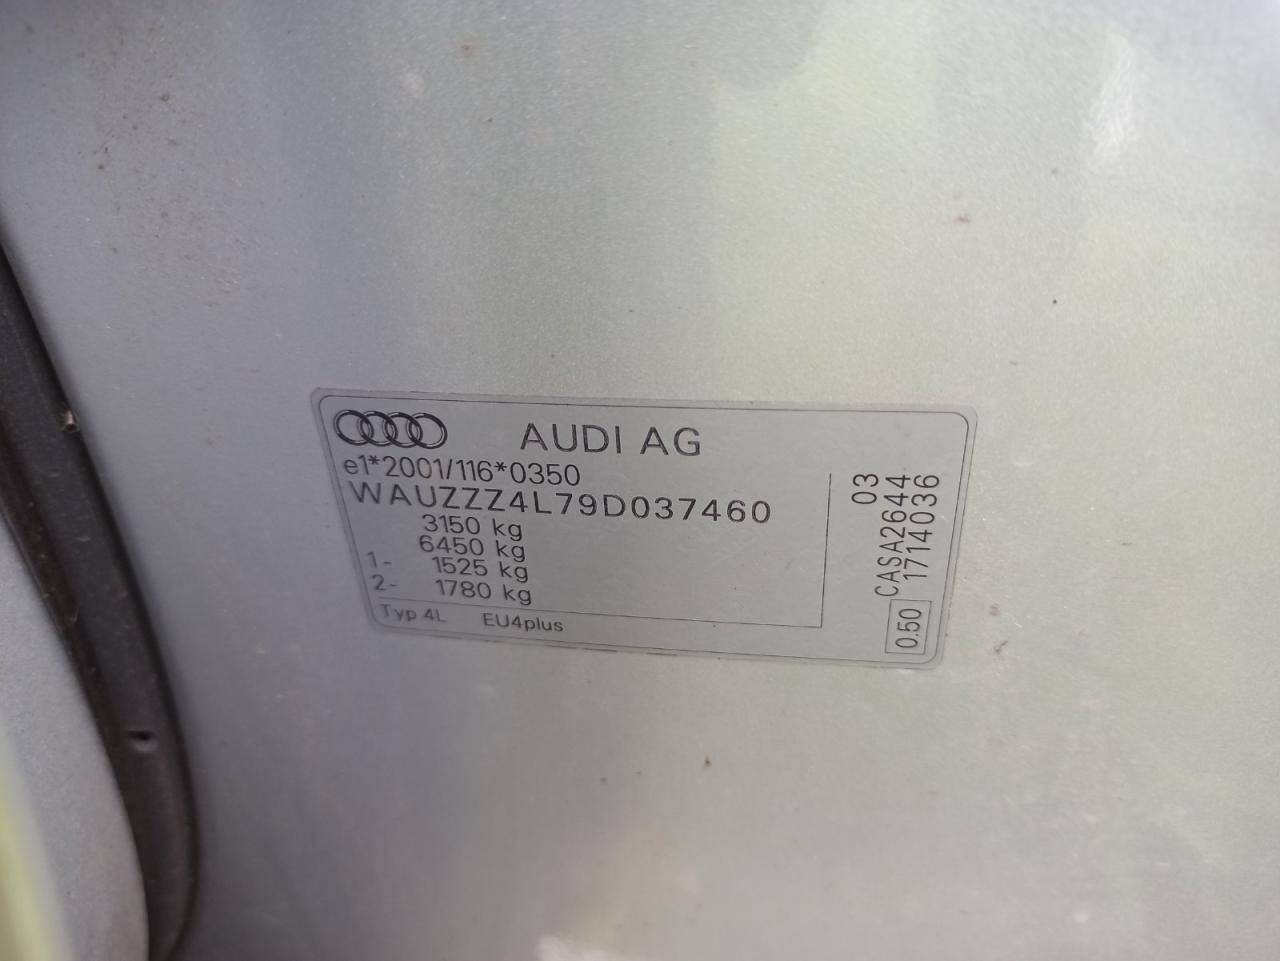 AUDI AG
e1*2001/116*0350
WAUZZZ4L79D037460
3150 kg
6450 kg
1- 1525 kg
2- 1780 kg
Typ 4L EU4plus
03
CASA2644
1714036
0.50